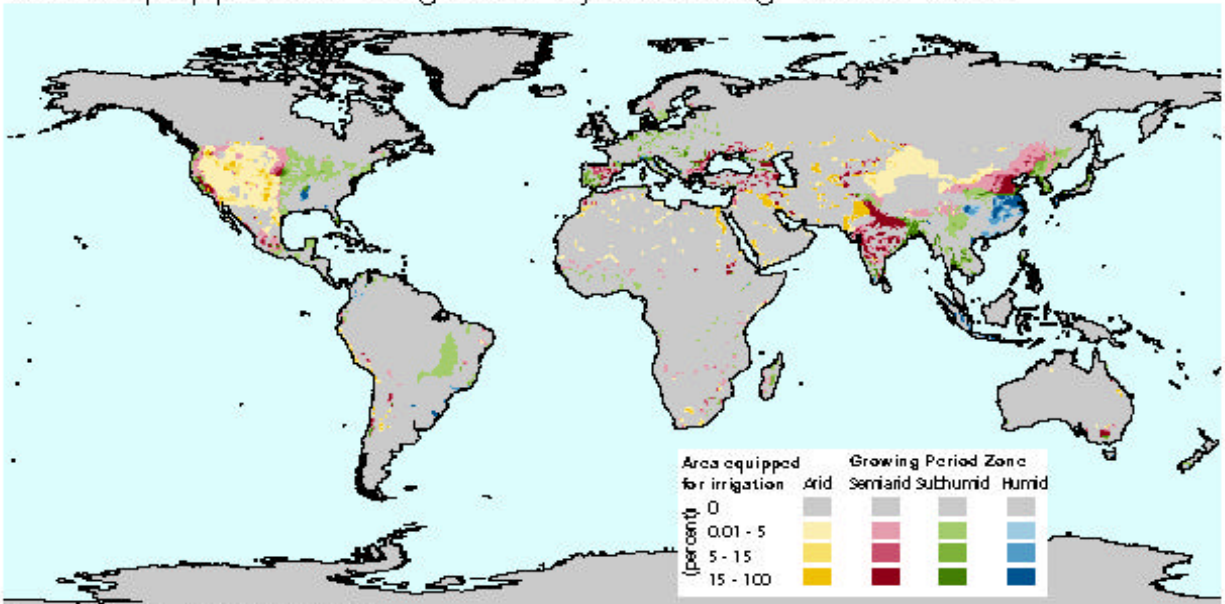 Area equipped Growing Period Zone
for irrigation Arid Semiarid Subhumid Humid
(percent)
0
0.01 - 5
5 - 15
15 - 100